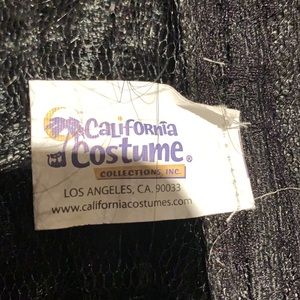 California
Costume®
COLLECTIONS, INC.
LOS ANGELES, CA. 90033
www.californiacostumes.com